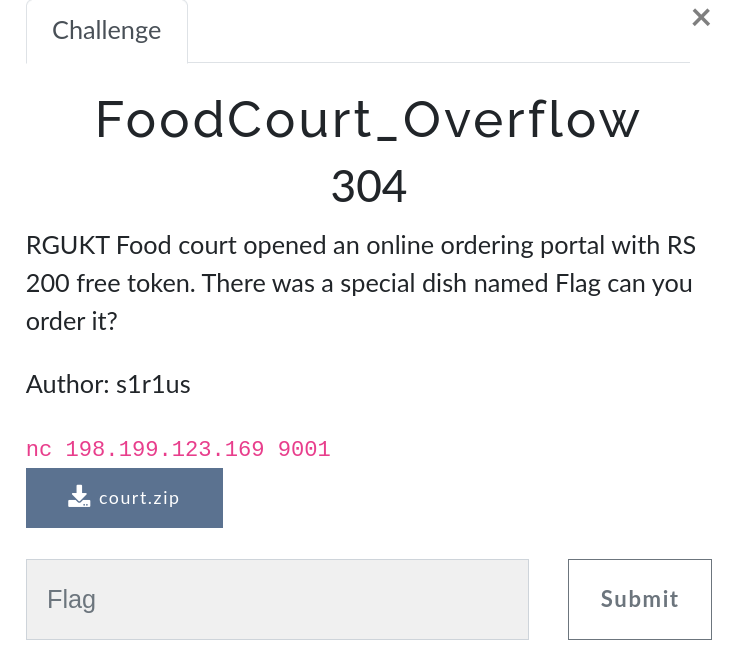 Challenge
×
FoodCourt_Overflow
304
RGUKT Food court opened an online ordering portal with RS
200 free token. There was a special dish named Flag can you
order it?
Author: s1r1us
nc 198.199.123.169 9001
court.zip
Flag
Submit